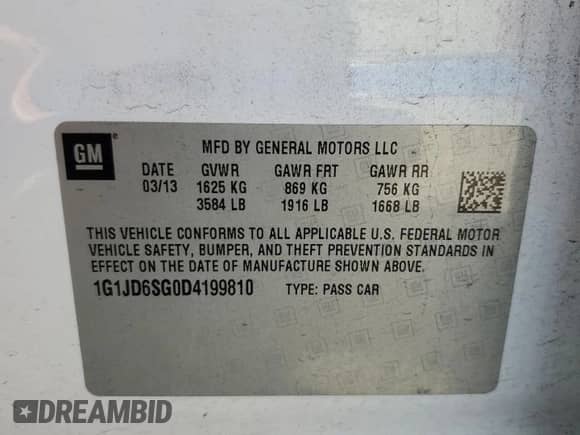 GM
MFD BY GENERAL MOTORS LLC
DATE GVWR GAWR FRT GAWR RR
03/13 1625 KG 869 KG 756 KG
3584 LB 1916 LB 1668 LB
THIS VEHICLE CONFORMS TO ALL APPLICABLE U.S. FEDERAL MOTOR
VEHICLE SAFETY, BUMPER, AND THEFT PREVENTION STANDARDS IN
EFFECT ON THE DATE OF MANUFACTURE SHOWN ABOVE.
1G1JD6SG0D4199810 TYPE: PASS CAR
DREAMBID